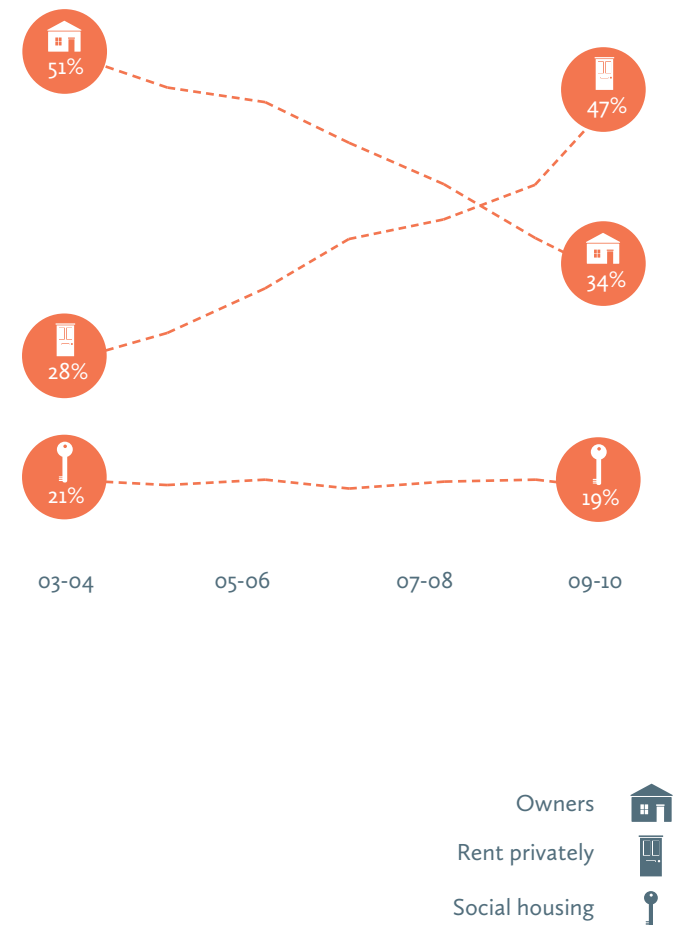 51%
47%
34%
28%
21%
19%
03-04 05-06 07-08 09-10
Owners
Rent privately
Social housing